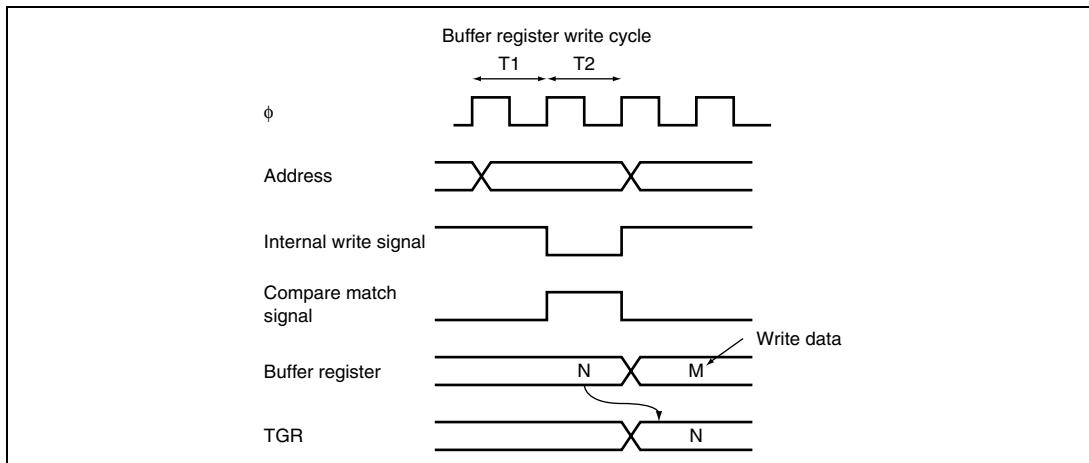 Buffer register write cycle
T1 T2
ϕ
Address
Internal write signal
Compare match
signal
Write data
Buffer register N M
TGR N